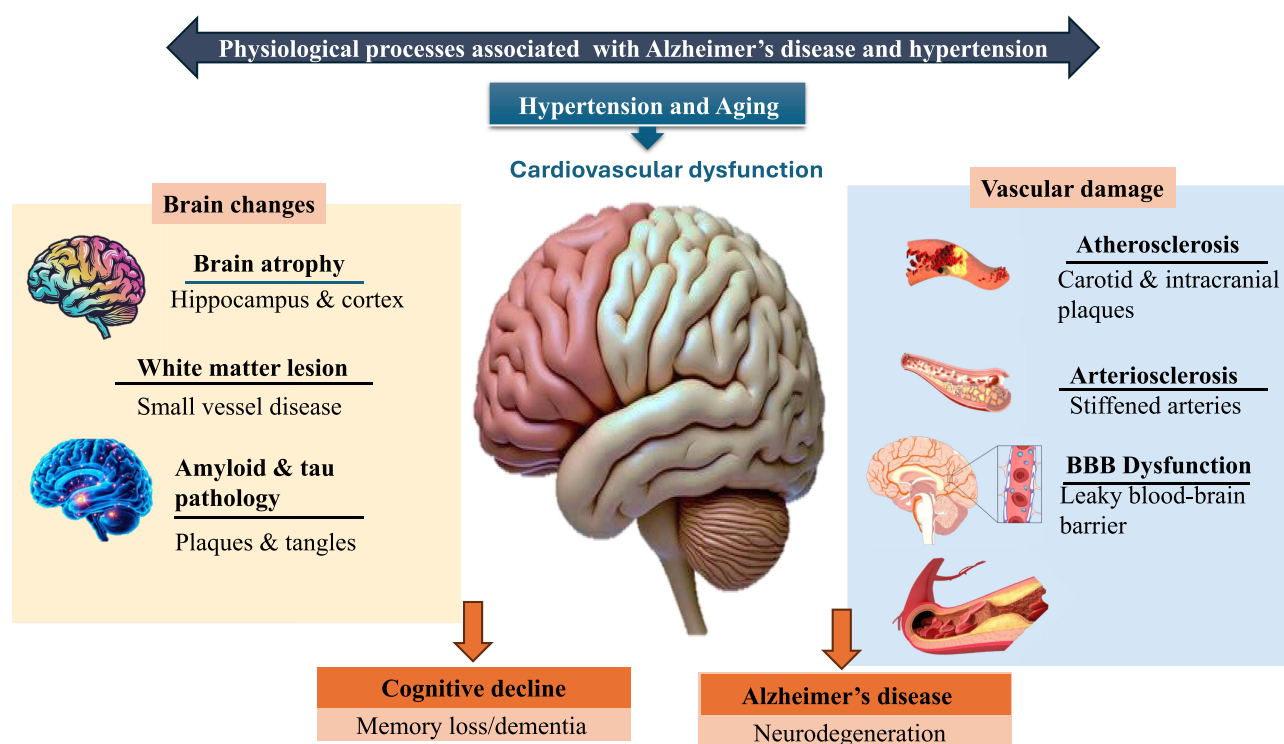 Physiological processes associated with Alzheimer’s disease and hypertension
Hypertension and Aging
Cardiovascular dysfunction
Brain changes
Brain atrophy
Hippocampus & cortex
White matter lesion
Small vessel disease
Amyloid & tau
pathology
Plaques & tangles
Vascular damage
Atherosclerosis
Carotid & intracranial
plaques
Arteriosclerosis
Stiffened arteries
BBB Dysfunction
Leaky blood-brain
barrier
Cognitive decline
Memory loss/dementia
Alzheimer’s disease
Neurodegeneration